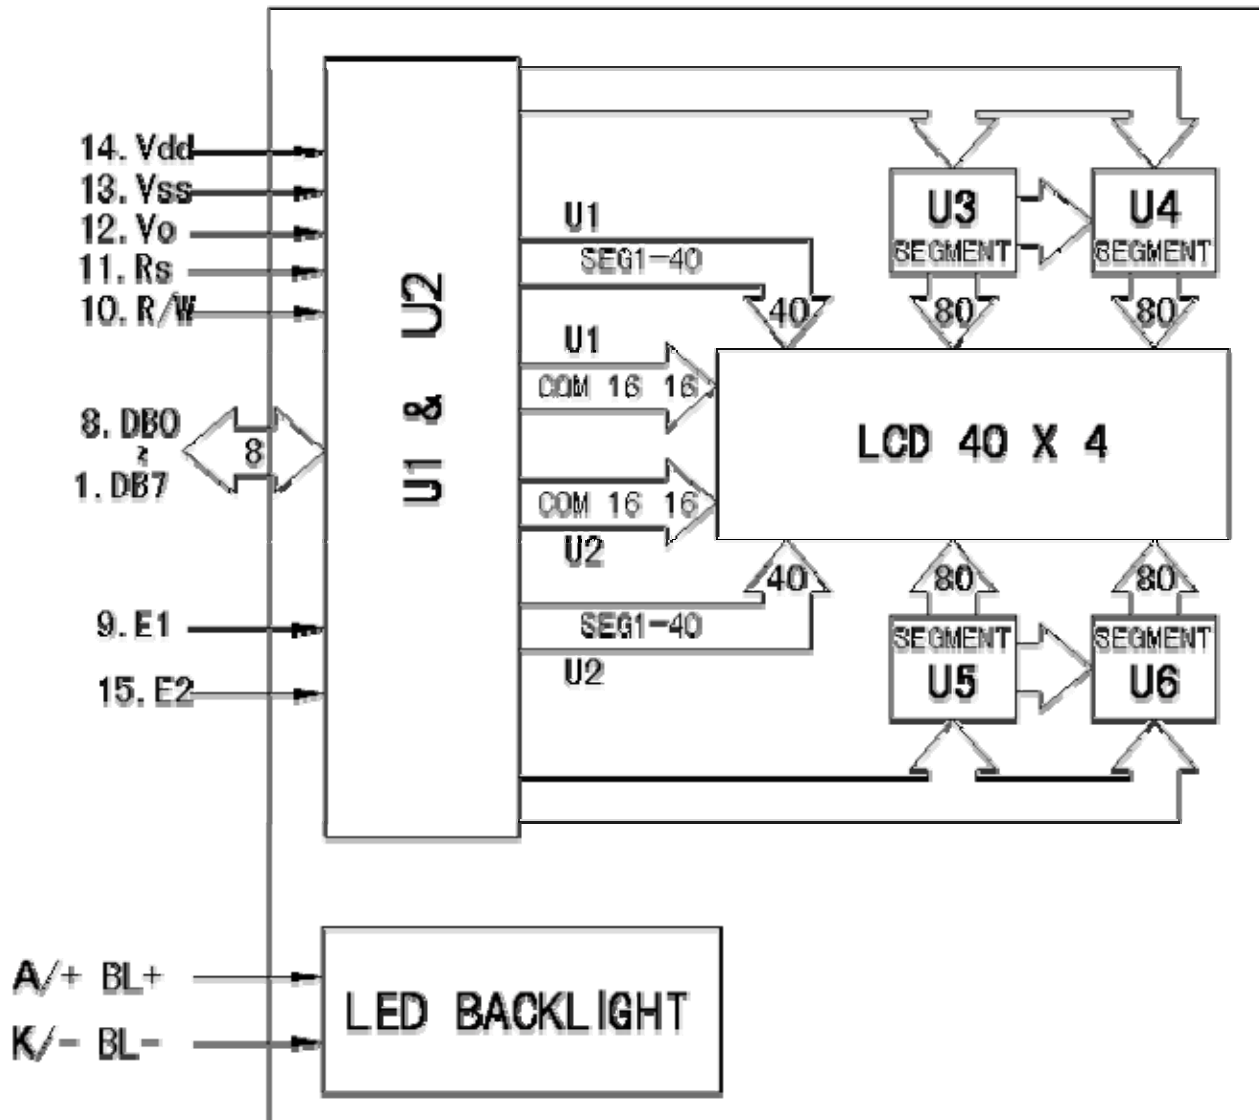 14. Vdd
13. Vss
12. Vo
11. Rs
10. R/W
8. DB0
~
1. DB7
8
9. E1
15. E2
U1 & U2
U1
SEG1-40
40
U1
COM 16 16
COM 16 16
U2
40
SEG1-40
U2
U3
SEGMENT
80
U4
SEGMENT
80
LCD 40 X 4
80
SEGMENT
U5
80
SEGMENT
U6
A/+ BL+
K/- BL-
LED BACKLIGHT